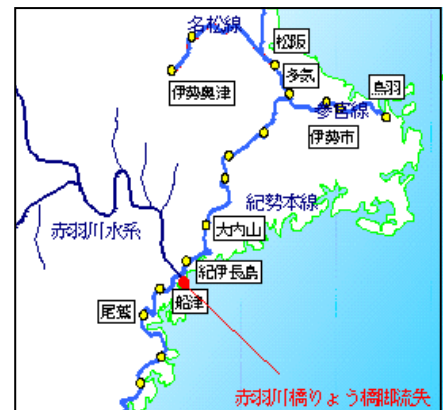 名松線
松阪
多気
鳥羽
伊勢奥津
参宮線
伊勢市
紀勢本線
赤羽川水系
大内山
紀伊長島
船津
尾鷲
赤羽川橋りょう橋脚流失